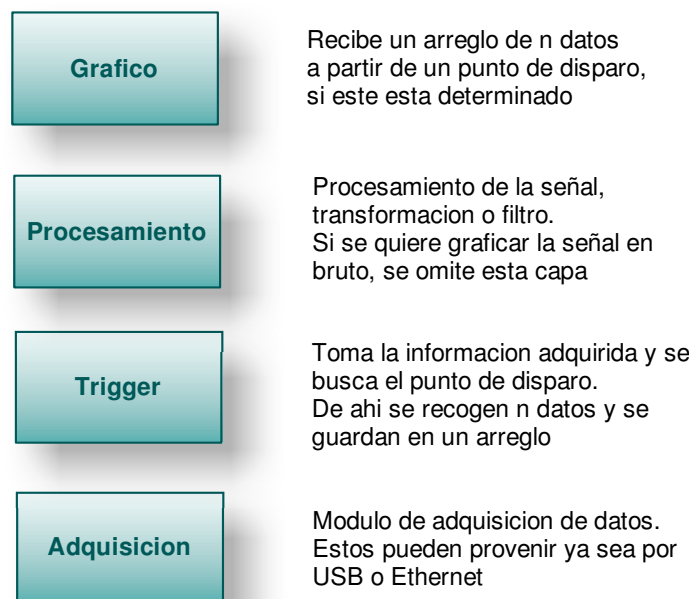 Grafico
Recibe un arreglo de n datos
a partir de un punto de disparo,
si este esta determinado
Procesamiento
Procesamiento de la señal,
transformacion o filtro.
Si se quiere graficar la señal en
bruto, se omite esta capa
Trigger
Toma la informacion adquirida y se
busca el punto de disparo.
De ahi se recogen n datos y se
guardan en un arreglo
Adquisicion
Modulo de adquisicion de datos.
Estos pueden provenir ya sea por
USB o Ethernet